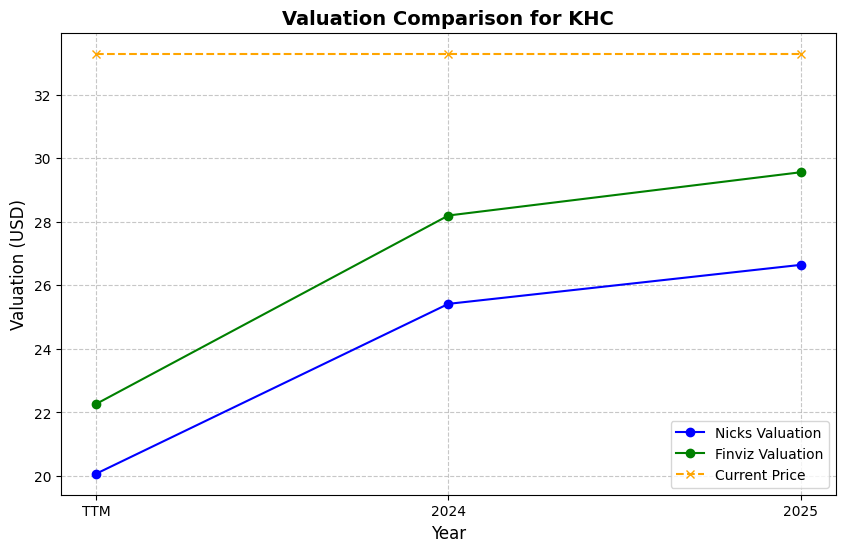 Valuation Comparison for KHC
Valuation (USD)
32
30
28
26
24
22
20
TTM
2024
2025
Year
Nicks Valuation
Finviz Valuation
Current Price